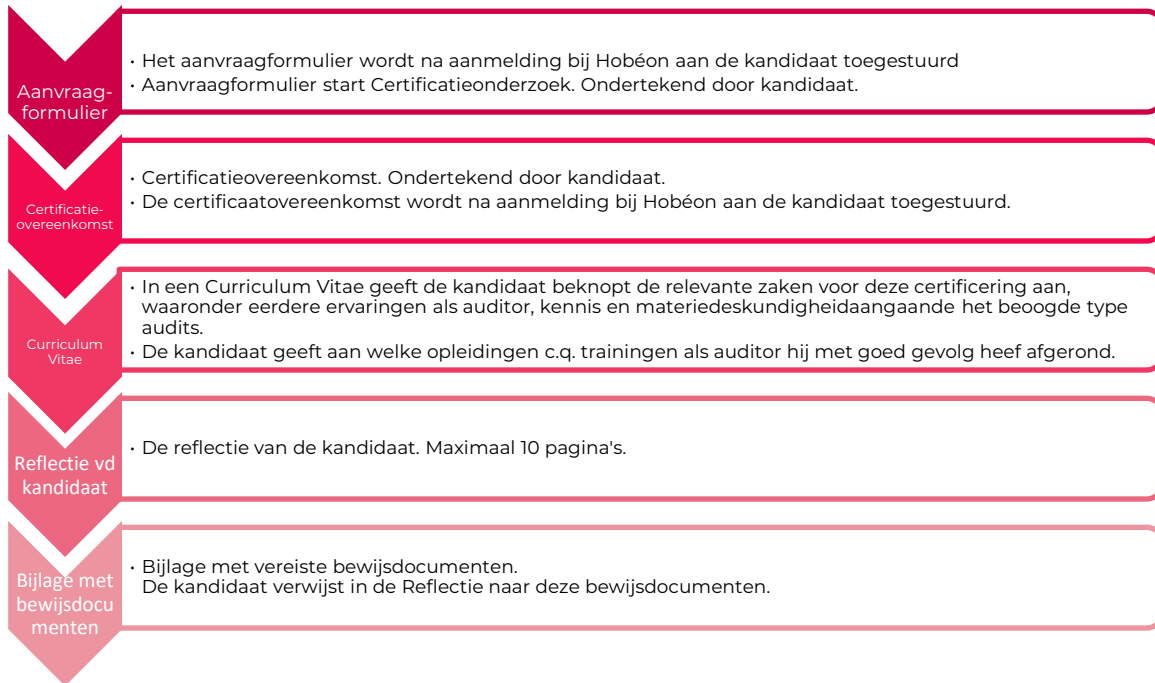 Aanvraag-
formulier
• Het aanvraagformulier wordt na aanmelding bij Hobéon aan de kandidaat toegestuurd
• Aanvraagformulier start Certificatieonderzoek. Ondertekend door kandidaat.
Certificatie-
overeenkomst
• Certificatieovereenkomst. Ondertekend door kandidaat.
• De certificaatovereenkomst wordt na aanmelding bij Hobéon aan de kandidaat toegestuurd.
Curriculum
Vitae
• In een Curriculum Vitae geeft de kandidaat beknopt de relevante zaken voor deze certificering aan,
waaronder eerdere ervaringen als auditor, kennis en materiedeskundigheidaangaande het beoogde type
audits.
• De kandidaat geeft aan welke opleidingen c.q. trainingen als auditor hij met goed gevolg heef afgerond.
Reflectie vd
kandidaat
• De reflectie van de kandidaat. Maximaal 10 pagina's.
Bijlage met
bewijsdocu
menten
• Bijlage met vereiste bewijsdocumenten.
De kandidaat verwijst in de Reflectie naar deze bewijsdocumenten.